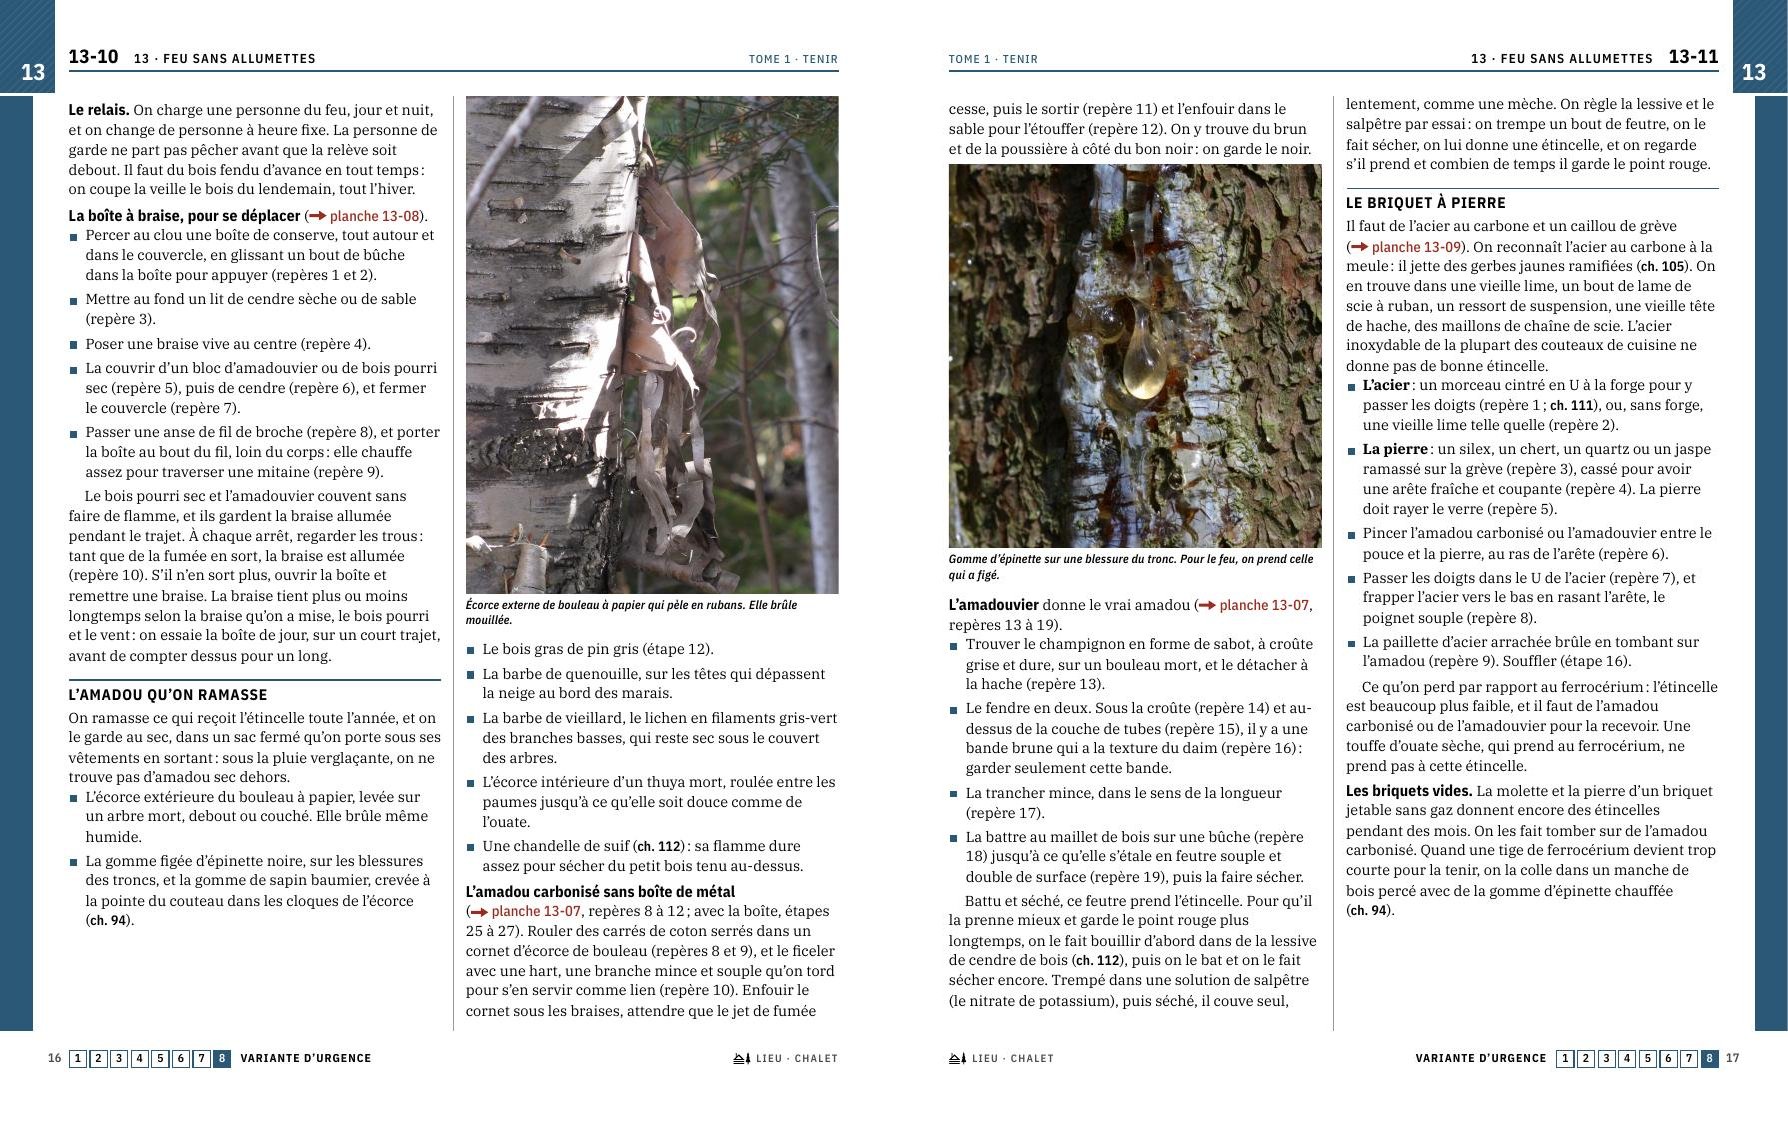 13
13-10 13 · FEU SANS ALLUMETTES
TOME 1 · TENIR
Le relais. On charge une personne du feu, jour et nuit,
et on change de personne à heure fixe. La personne de
garde ne part pas pêcher avant que la relève soit
debout. Il faut du bois fendu d’avance en tout temps :
on coupe la veille le bois du lendemain, tout l’hiver.
La boîte à braise, pour se déplacer (➞ planche 13-08).
■ Percer au clou une boîte de conserve, tout autour et
dans le couvercle, en glissant un bout de bûche
dans la boîte pour appuyer (repères 1 et 2).
■ Mettre au fond un lit de cendre sèche ou de sable
(repère 3).
■ Poser une braise vive au centre (repère 4).
■ La couvrir d’un bloc d’amadouvier ou de bois pourri
sec (repère 5), puis de cendre (repère 6), et fermer
le couvercle (repère 7).
■ Passer une anse de fil de broche (repère 8), et porter
la boîte au bout du fil, loin du corps : elle chauffe
assez pour traverser une mitaine (repère 9).
Le bois pourri sec et l’amadouvier couvent sans
faire de flamme, et ils gardent la braise allumée
pendant le trajet. À chaque arrêt, regarder les trous :
tant que de la fumée en sort, la braise est allumée
(repère 10). S’il n’en sort plus, ouvrir la boîte et
remettre une braise. La braise tient plus ou moins
longtemps selon la braise qu’on a mise, le bois pourri
et le vent : on essaie la boîte de jour, sur un court trajet,
avant de compter dessus pour un long.
L’AMADOU QU’ON RAMASSE
On ramasse ce qui reçoit l’étincelle toute l’année, et on
le garde au sec, dans un sac fermé qu’on porte sous ses
vêtements en sortant : sous la pluie verglaçante, on ne
trouve pas d’amadou sec dehors.
■ L’écorce extérieure du bouleau à papier, levée sur
un arbre mort, debout ou couché. Elle brûle même
humide.
■ La gomme figée d’épinette noire, sur les blessures
des troncs, et la gomme de sapin baumier, crevée à
la pointe du couteau dans les cloques de l’écorce
(ch. 94).
Écorce externe de bouleau à papier qui pèle en rubans. Elle brûle
mouillée.
■ Le bois gras de pin gris (étape 12).
■ La barbe de quenouille, sur les têtes qui dépassent
la neige au bord des marais.
■ La barbe de vieillard, le lichen en filaments gris-vert
des branches basses, qui reste sec sous le couvert
des arbres.
■ L’écorce intérieure d’un thuya mort, roulée entre les
paumes jusqu’à ce qu’elle soit douce comme de
l’ouate.
■ Une chandelle de suif (ch. 112) : sa flamme dure
assez pour sécher du petit bois tenu au-dessus.
L’amadou carbonisé sans boîte de métal
(➞ planche 13-07, repères 8 à 12 ; avec la boîte, étapes
25 à 27). Rouler des carrés de coton serrés dans un
cornet d’écorce de bouleau (repères 8 et 9), et le ficeler
avec une hart, une branche mince et souple qu’on tord
pour s’en servir comme lien (repère 10). Enfouir le
cornet sous les braises, attendre que le jet de fumée
16 1 2 3 4 5 6 7 8 VARIANTE D’URGENCE
LIEU · CHALET
TOME 1 · TENIR
13 · FEU SANS ALLUMETTES 13-11
13
cesse, puis le sortir (repère 11) et l’enfouir dans le
sable pour l’étouffer (repère 12). On y trouve du brun
et de la poussière à côté du bon noir : on garde le noir.
Gomme d’épinette sur une blessure du tronc. Pour le feu, on prend celle
qui a figé.
L’amadouvier donne le vrai amadou (➞ planche 13-07,
repères 13 à 19).
■ Trouver le champignon en forme de sabot, à croûte
grise et dure, sur un bouleau mort, et le détacher à
la hache (repère 13).
■ Le fendre en deux. Sous la croûte (repère 14) et au-
dessus de la couche de tubes (repère 15), il y a une
bande brune qui a la texture du daim (repère 16) :
garder seulement cette bande.
■ La trancher mince, dans le sens de la longueur
(repère 17).
■ La battre au maillet de bois sur une bûche (repère
18) jusqu’à ce qu’elle s’étale en feutre souple et
double de surface (repère 19), puis la faire sécher.
Battu et séché, ce feutre prend l’étincelle. Pour qu’il
la prenne mieux et garde le point rouge plus
longtemps, on le fait bouillir d’abord dans de la lessive
de cendre de bois (ch. 112), puis on le bat et on le fait
sécher encore. Trempé dans une solution de salpêtre
(le nitrate de potassium), puis séché, il couve seul,
lentement, comme une mèche. On règle la lessive et le
salpêtre par essai : on trempe un bout de feutre, on le
fait sécher, on lui donne une étincelle, et on regarde
s’il prend et combien de temps il garde le point rouge.
LE BRIQUET À PIERRE
Il faut de l’acier au carbone et un caillou de grève
(➞ planche 13-09). On reconnaît l’acier au carbone à la
meule : il jette des gerbes jaunes ramifiées (ch. 105). On
en trouve dans une vieille lime, un bout de lame de
scie à ruban, un ressort de suspension, une vieille tête
de hache, des maillons de chaîne de scie. L’acier
inoxydable de la plupart des couteaux de cuisine ne
donne pas de bonne étincelle.
■ L’acier : un morceau cintré en U à la forge pour y
passer les doigts (repère 1 ; ch. 111), ou, sans forge,
une vieille lime telle quelle (repère 2).
■ La pierre : un silex, un chert, un quartz ou un jaspe
ramassé sur la grève (repère 3), cassé pour avoir
une arête fraîche et coupante (repère 4). La pierre
doit rayer le verre (repère 5).
■ Pincer l’amadou carbonisé ou l’amadouvier entre le
pouce et la pierre, au ras de l’arête (repère 6).
■ Passer les doigts dans le U de l’acier (repère 7), et
frapper l’acier vers le bas en rasant l’arête, le
poignet souple (repère 8).
■ La paillette d’acier arrachée brûle en tombant sur
l’amadou (repère 9). Souffler (étape 16).
Ce qu’on perd par rapport au ferrocérium : l’étincelle
est beaucoup plus faible, et il faut de l’amadou
carbonisé ou de l’amadouvier pour la recevoir. Une
touffe d’ouate sèche, qui prend au ferrocérium, ne
prend pas à cette étincelle.
Les briquets vides. La molette et la pierre d’un briquet
jetable sans gaz donnent encore des étincelles
pendant des mois. On les fait tomber sur de l’amadou
carbonisé. Quand une tige de ferrocérium devient trop
courte pour la tenir, on la colle dans un manche de
bois percé avec de la gomme d’épinette chauffée
(ch. 94).
LIEU · CHALET
VARIANTE D’URGENCE 1 2 3 4 5 6 7 8 17